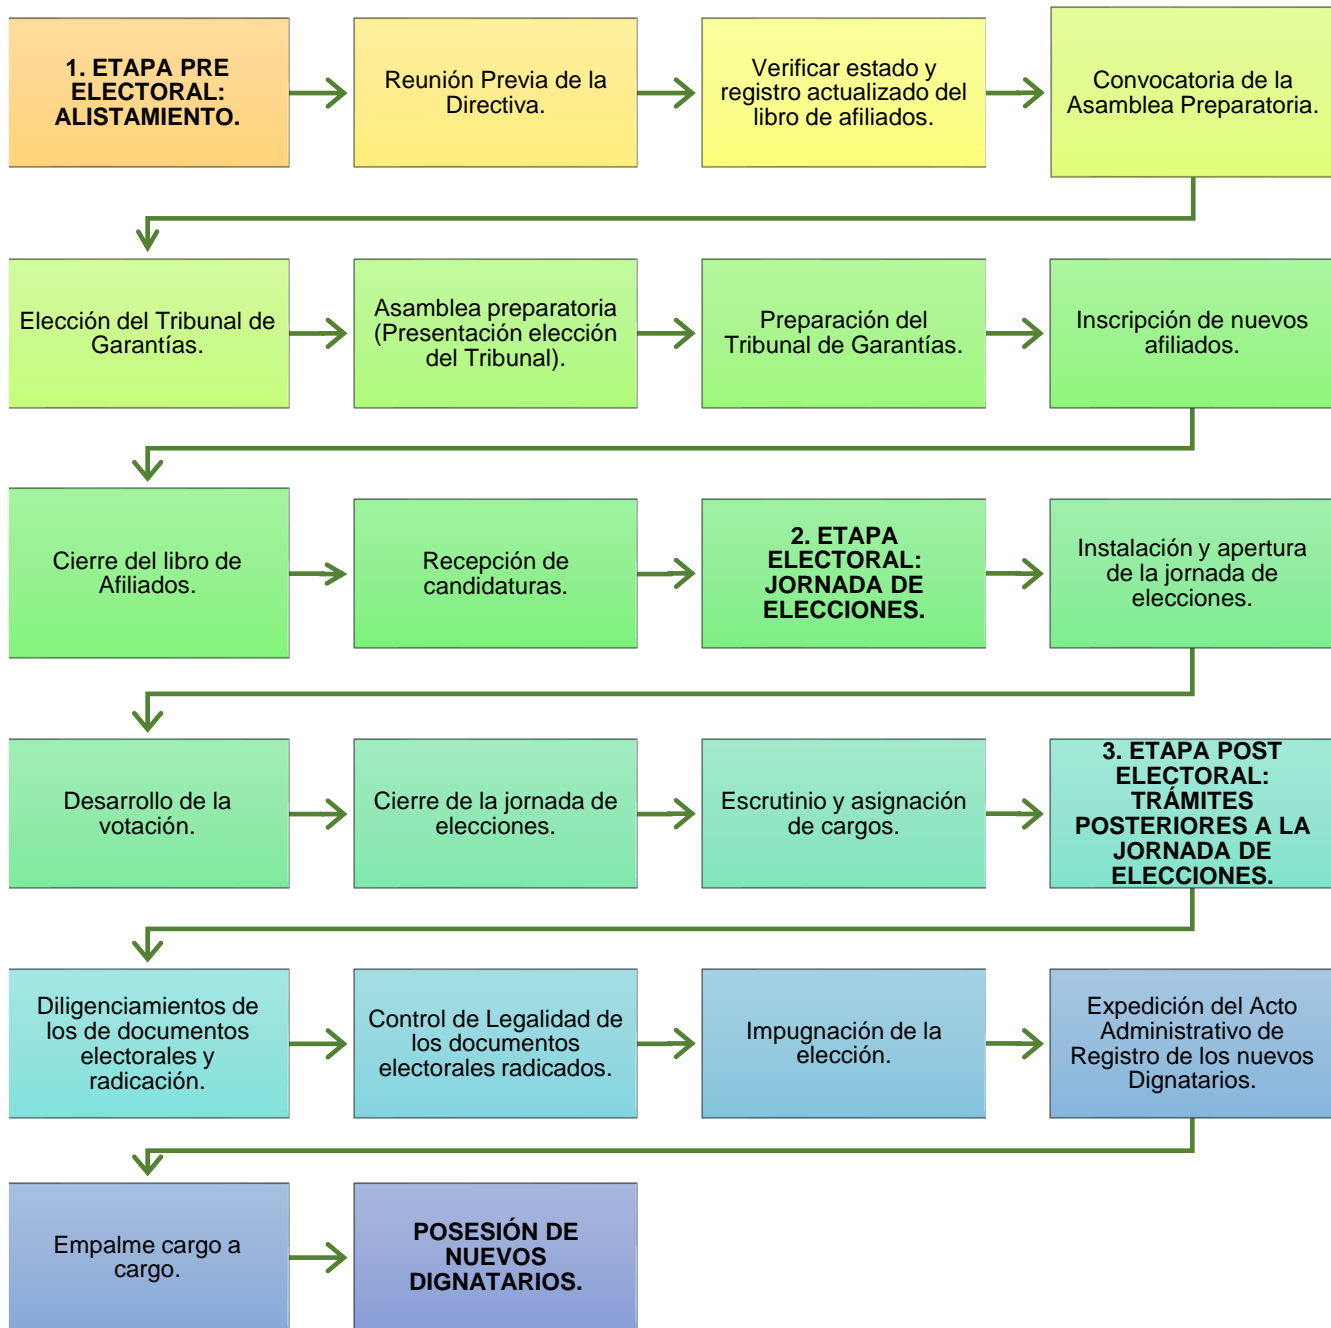 1. ETAPA PRE
ELECTORAL:
ALISTAMIENTO.
Reunión Previa de la
Directiva.
Verificar estado y
registro actualizado del
libro de afiliados.
Convocatoria de la
Asamblea Preparatoria.
Elección del Tribunal de
Garantías.
Asamblea preparatoria
(Presentación elección
del Tribunal).
Preparación del
Tribunal de Garantías.
Inscripción de nuevos
afiliados.
Cierre del libro de
Afiliados.
Recepción de
candidaturas.
2. ETAPA
ELECTORAL:
JORNADA DE
ELECCIONES.
Instalación y apertura
de la jornada de
elecciones.
Desarrollo de la
votación.
Cierre de la jornada de
elecciones.
Escrutinio y asignación
de cargos.
3. ETAPA POST
ELECTORAL:
TRÁMITES
POSTERIORES A LA
JORNADA DE
ELECCIONES.
Diligenciamientos de
los de documentos
electorales y
radicación.
Control de Legalidad de
los documentos
electorales radicados.
Impugnación de la
elección.
Expedición del Acto
Administrativo de
Registro de los nuevos
Dignatarios.
Empalme cargo a
cargo.
POSESIÓN DE
NUEVOS
DIGNATARIOS.